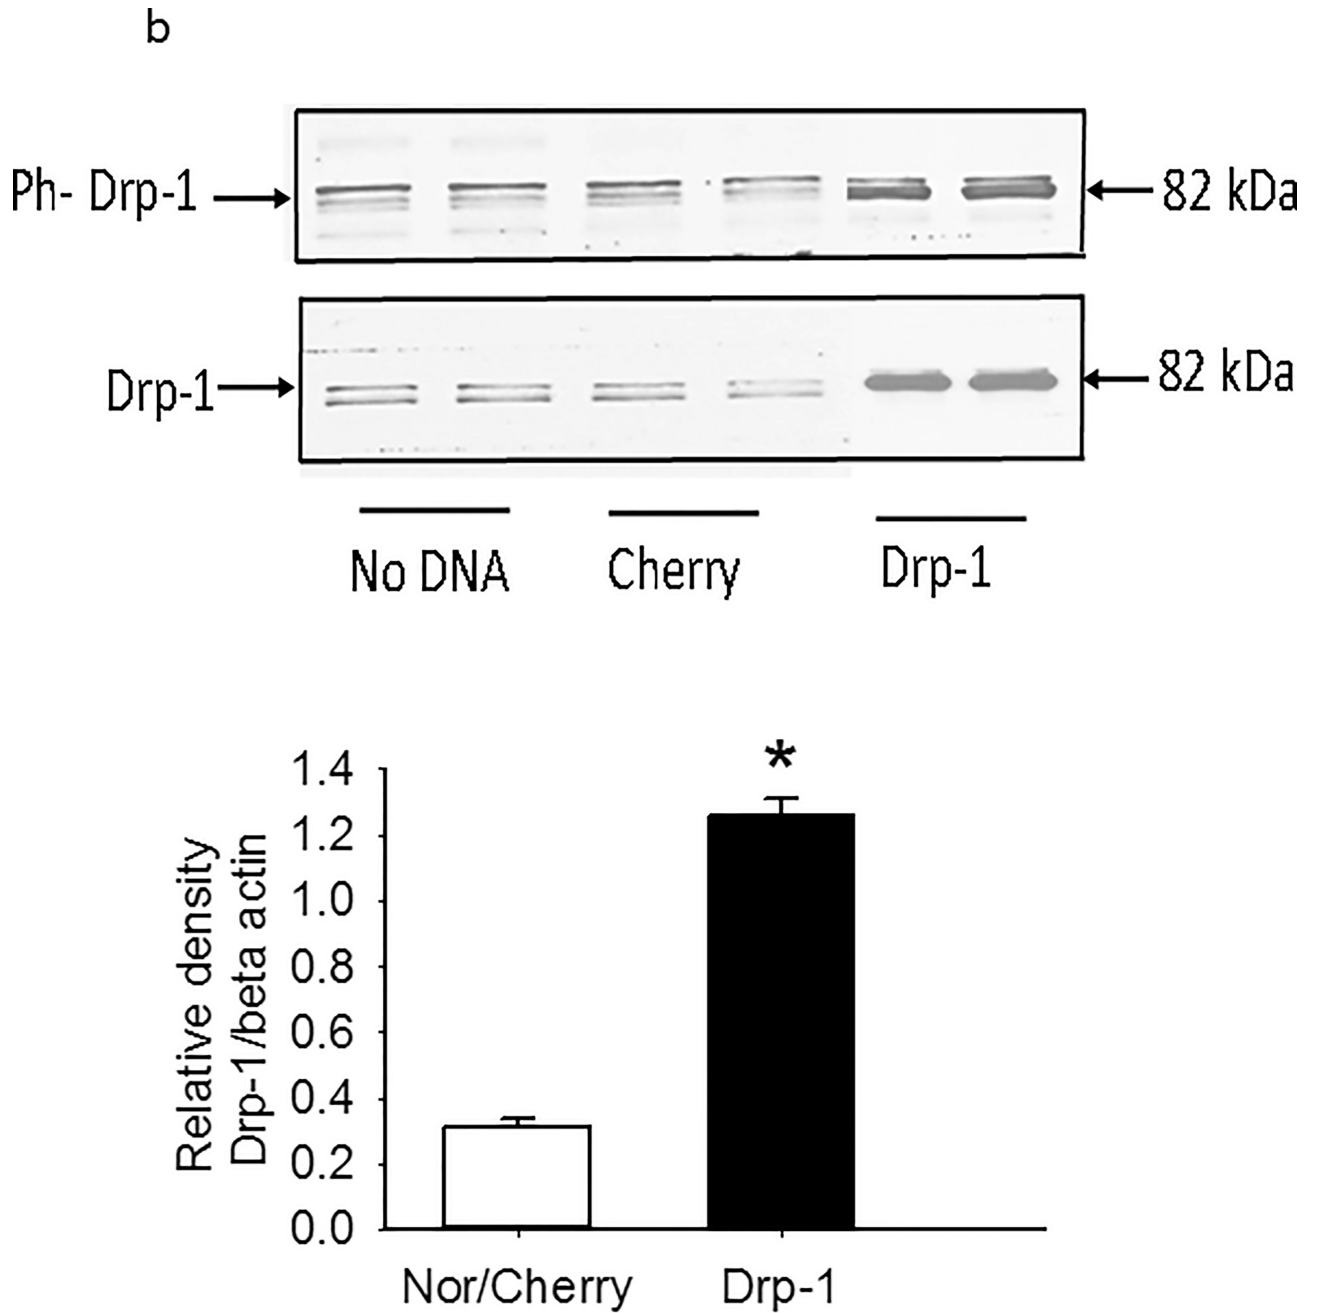 b
Ph- Drp-1
82 kDa
Drp-1
82 kDa
No DNA
Cherry
Drp-1
*
Relative density
Drp-1/beta actin
1.4
1.2
1.0
0.8
0.6
0.4
0.2
0.0
Nor/Cherry
Drp-1